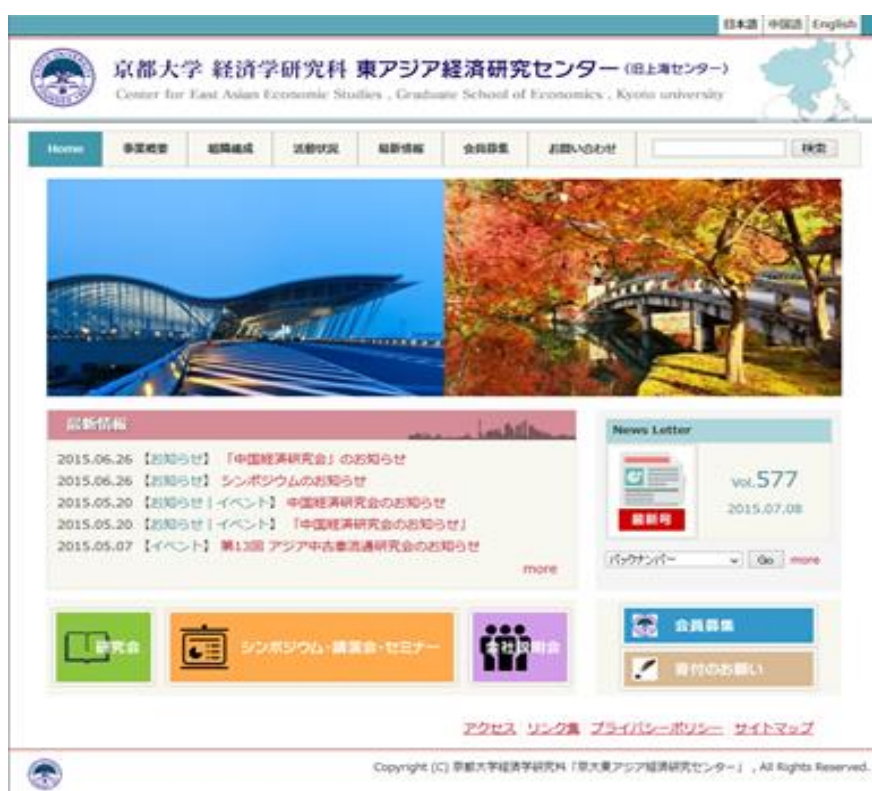 日本語 中国語 English
京都大学 経済学研究科 東アジア経済研究センター (旧上海センター)
Center for East Asian Economic Studies , Graduate School of Economics , Kyoto university
Home 事業概要 組織構成 活動状況 最新情報 会員募集 お問い合わせ 検索
最新情報
2015.06.26 【お知らせ】 「中国経済研究会」のお知らせ
2015.06.26 【お知らせ】 シンポジウムのお知らせ
2015.05.20 【お知らせ | イベント】 中国経済研究会のお知らせ
2015.05.20 【お知らせ | イベント】 「中国経済研究会のお知らせ」
2015.05.07 【イベント】 第13回 アジア中古車流通研究会のお知らせ
more
News Letter
Vol.577
2015.07.08
最新号
バックナンバー Go more
研究会
シンポジウム・講演会・セミナー
会社説明会
会員募集
寄付のお願い
アクセス リンク集 プライバシーポリシー サイトマップ
Copyright (C) 京都大学経済学研究科「京大東アジア経済研究センター」 , All Rights Reserved.